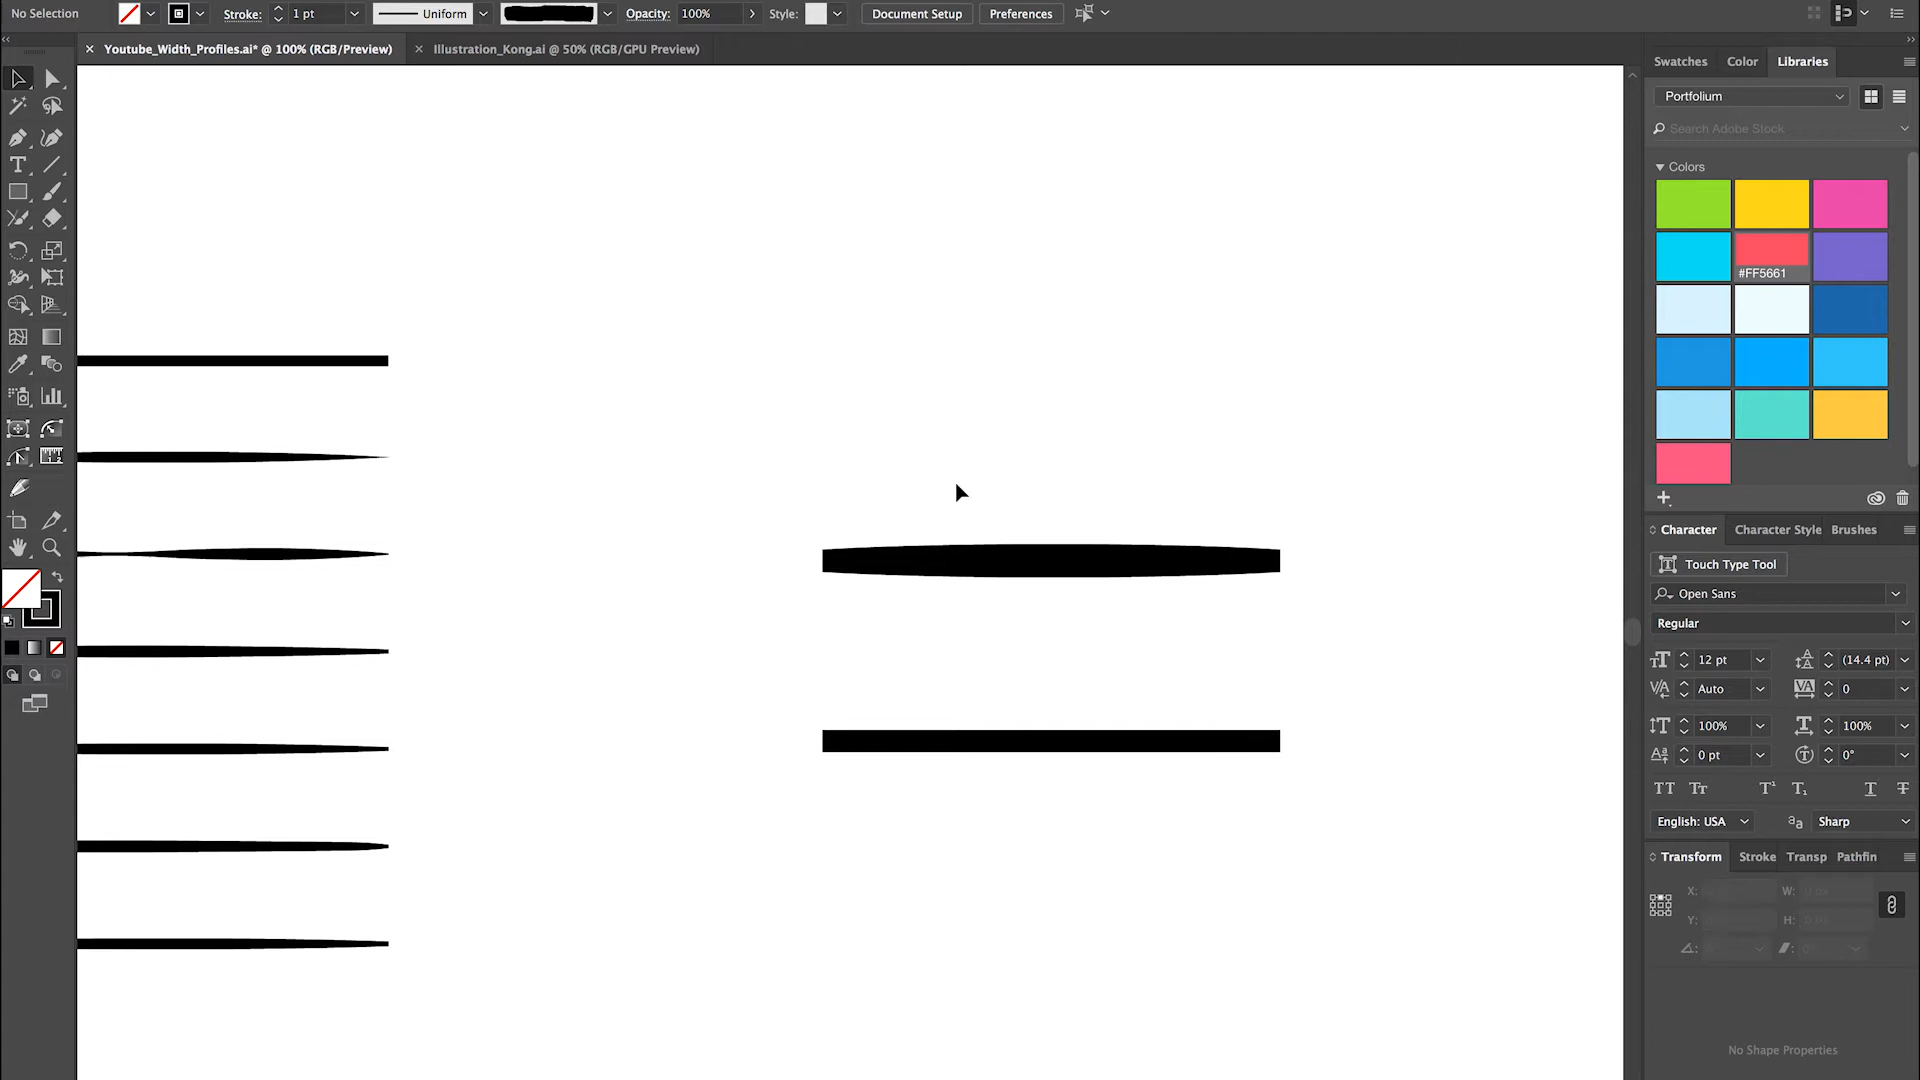 No Selection
Stroke: 1 pt
Uniform
Opacity: 100%
Style:
Document Setup
Preferences
Youtube_Width_Profiles.ai* @ 100% (RGB/Preview)
Illustration_Kong.ai @ 50% (RGB/GPU Preview)
Swatches Color Libraries
Portfolium
Search Adobe Stock
Colors
#FF5661
Character Character Style Brushes
Touch Type Tool
Open Sans
Regular
12 pt (14.4 pt)
Auto 0
100% 100%
0 pt 0°
English: USA Sharp
Transform Stroke Transp Pathfin
X: W:
Y: H:
No Shape Properties